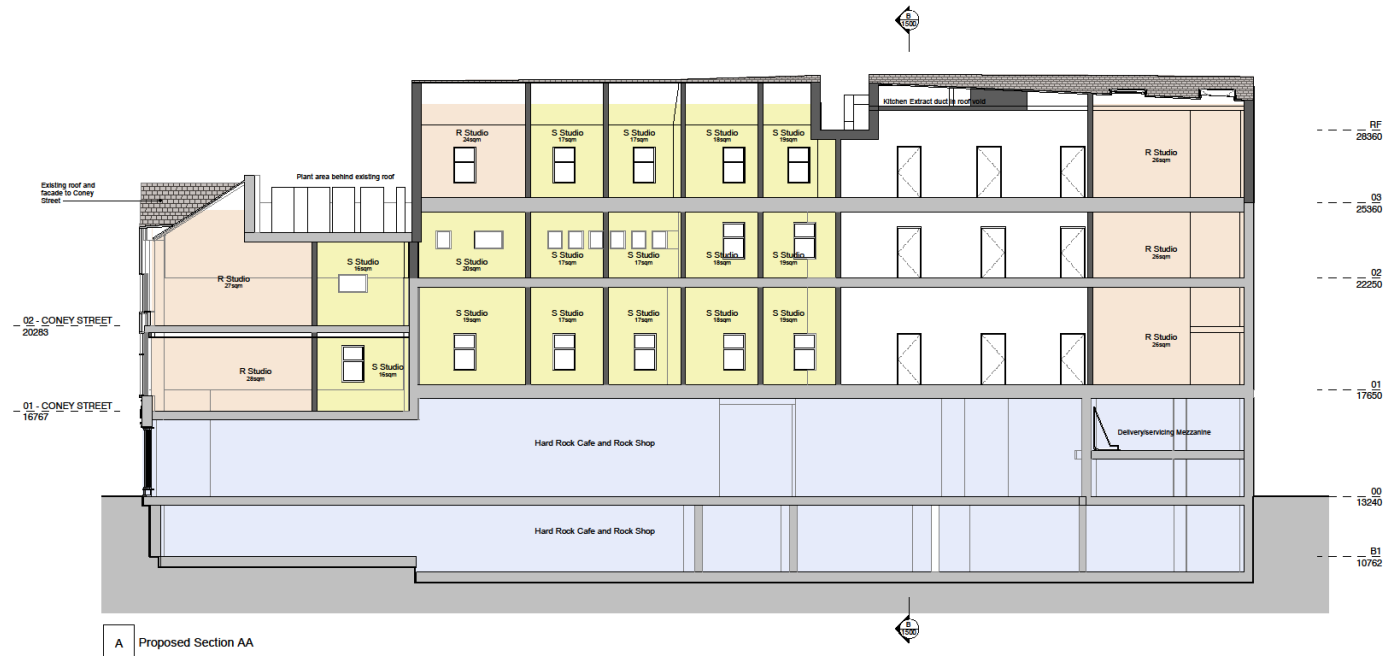 B
1500
Kitchen Extract duct in roof void
R Studio
24sqm
S Studio
17sqm
S Studio
17sqm
S Studio
18sqm
S Studio
19sqm
R Studio
26sqm
RF
28360
Existing roof and
facade to Coney
Street
Plant area behind existing roof
03
25360
R Studio
27sqm
S Studio
16sqm
S Studio
20sqm
S Studio
17sqm
S Studio
17sqm
S Studio
18sqm
S Studio
19sqm
R Studio
26sqm
02
22250
02 - CONEY STREET
20283
R Studio
28sqm
S Studio
16sqm
S Studio
19sqm
S Studio
17sqm
S Studio
17sqm
S Studio
18sqm
S Studio
19sqm
R Studio
26sqm
01
17650
01 - CONEY STREET
16767
Hard Rock Cafe and Rock Shop
Delivery/servicing Mezzanine
00
13240
Hard Rock Cafe and Rock Shop
B1
10762
B
1500
A Proposed Section AA